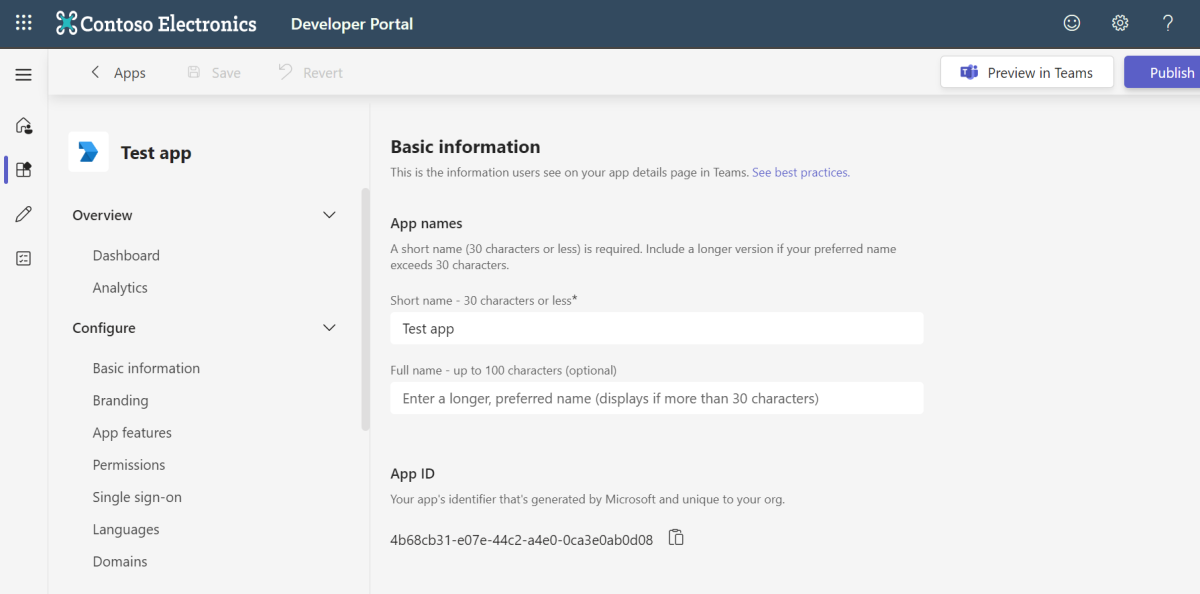 Contoso Electronics
Developer Portal
?
Apps
Save
Revert
Preview in Teams
Publish
Test app
Overview
Dashboard
Analytics
Configure
Basic information
Branding
App features
Permissions
Single sign-on
Languages
Domains
Basic information
This is the information users see on your app details page in Teams. See best practices.
App names
A short name (30 characters or less) is required. Include a longer version if your preferred name
exceeds 30 characters.
Short name - 30 characters or less*
Test app
Full name - up to 100 characters (optional)
Enter a longer, preferred name (displays if more than 30 characters)
App ID
Your app's identifier that's generated by Microsoft and unique to your org.
4b68cb31-e07e-44c2-a4e0-0ca3e0ab0d08